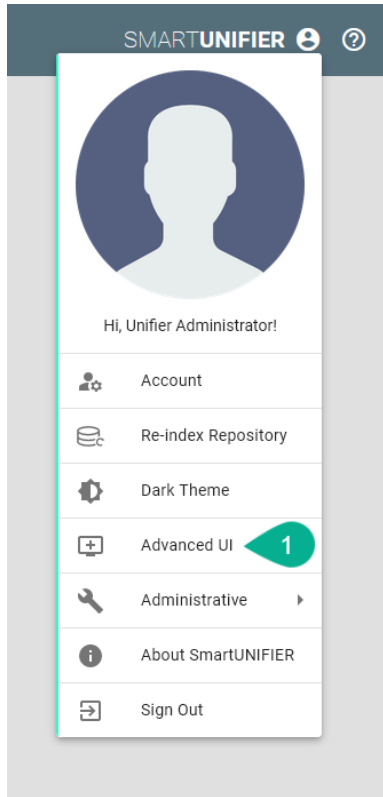 SMARTUNIFIER
Hi, Unifier Administrator!
Account
Re-index Repository
Dark Theme
Advanced UI 1
Administrative
About SmartUNIFIER
Sign Out